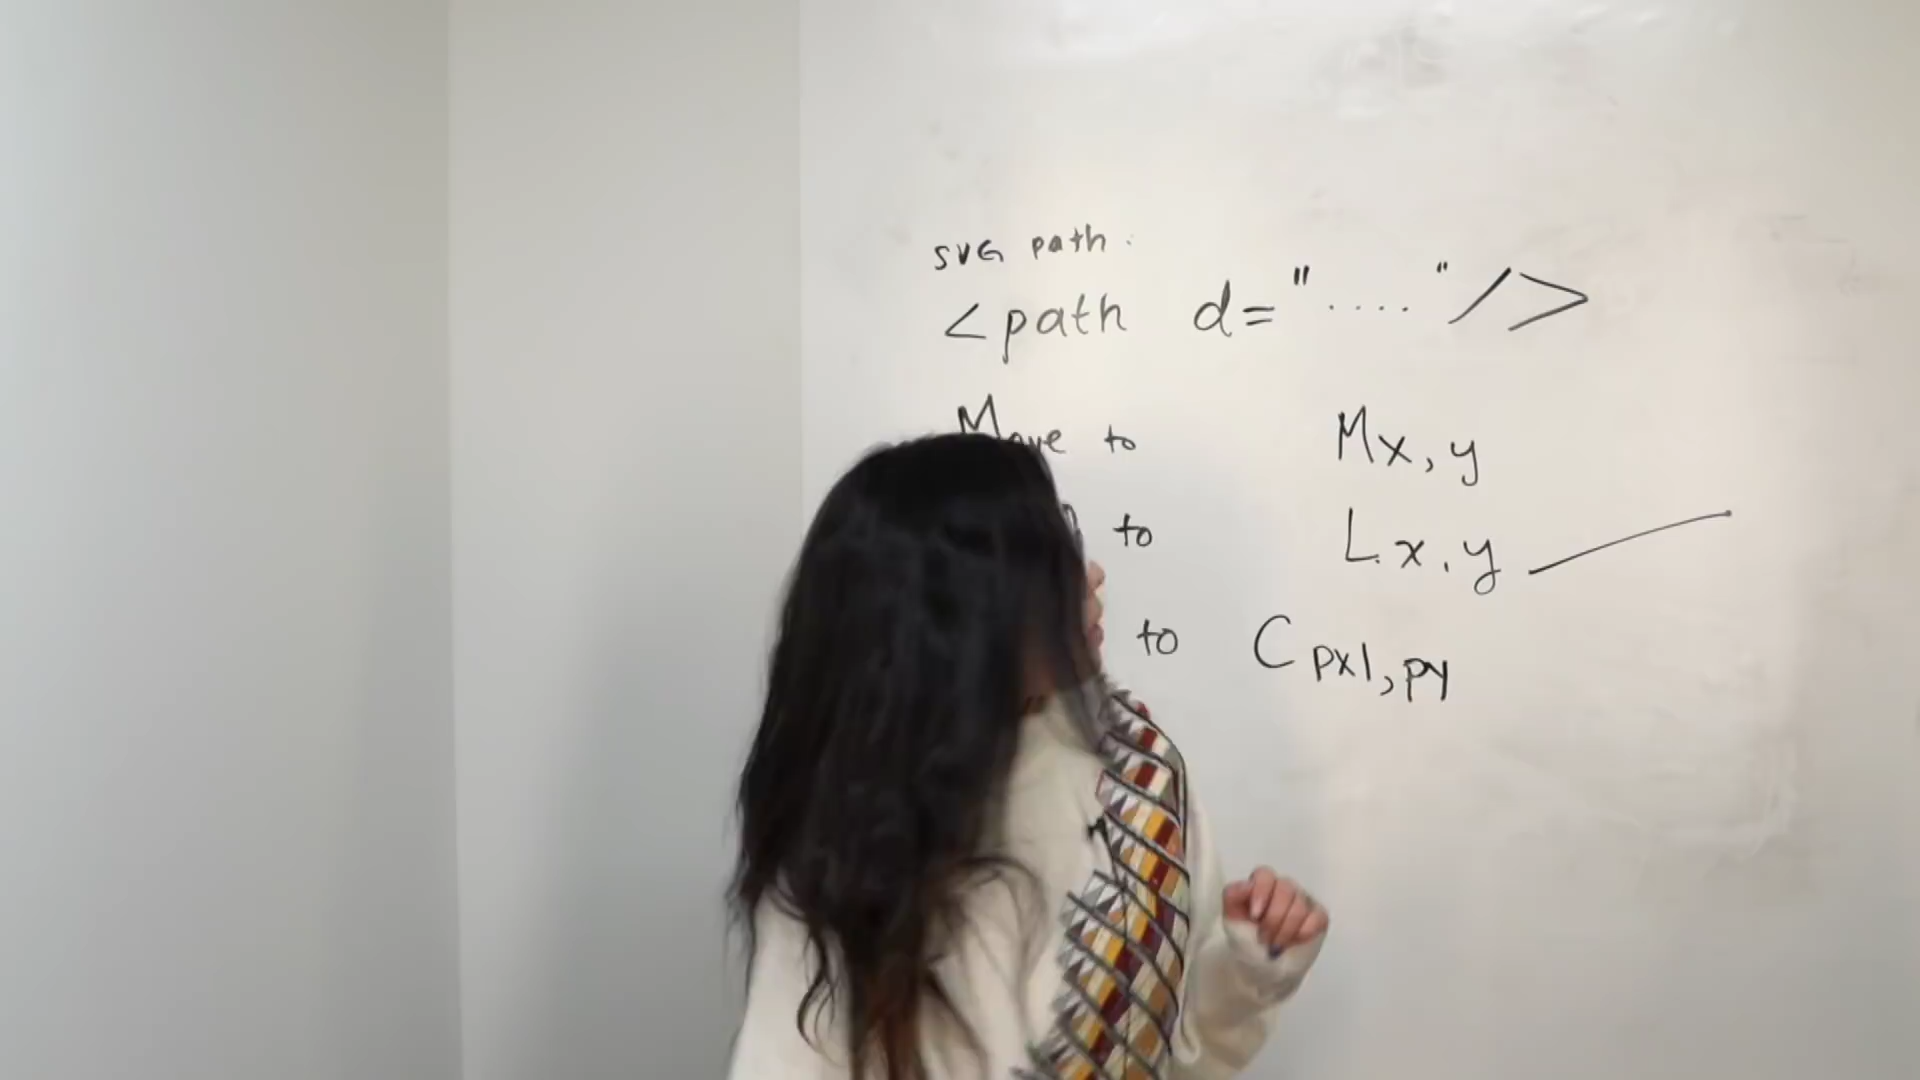 SVG path.
<path d="...."/>
Move to Mx,y
to L.x,y
to C px1,py